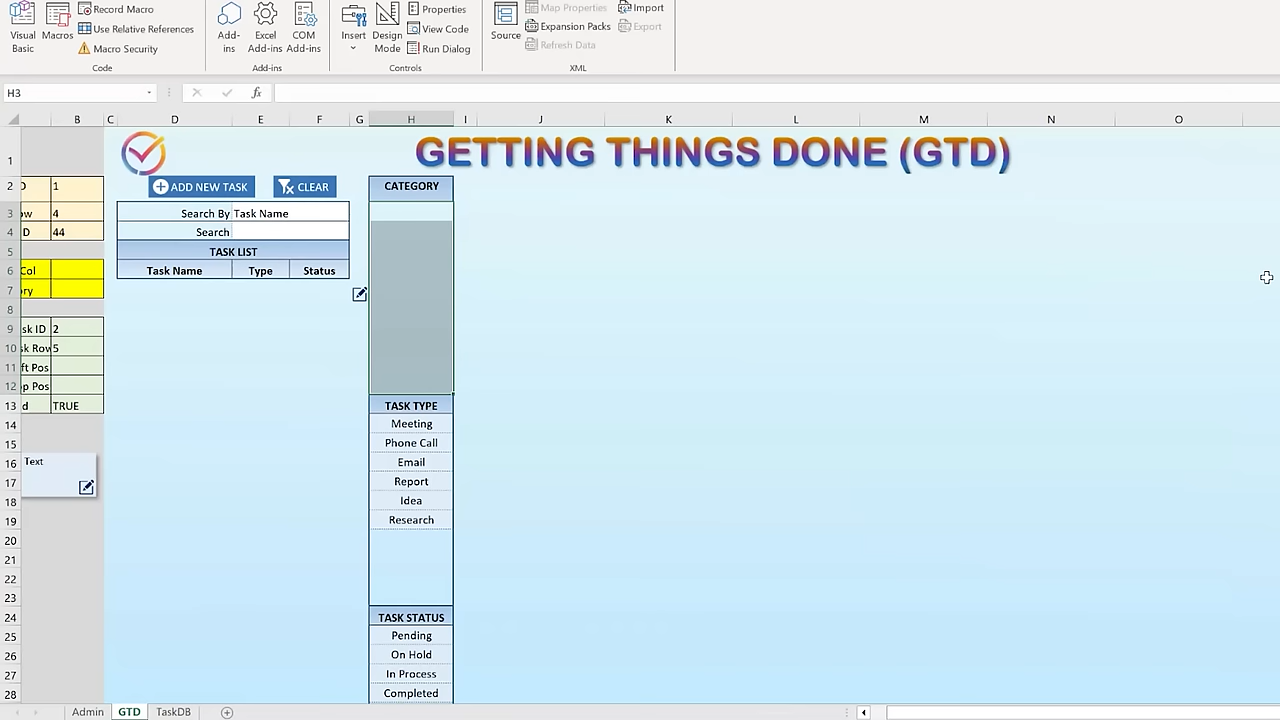 Visual Basic
Macros
Record Macro
Use Relative References
Macro Security
Code
Add-ins
Excel Add-ins
COM Add-ins
Add-ins
Insert
Design Mode
Properties
View Code
Run Dialog
Controls
Source
Map Properties
Expansion Packs
Refresh Data
Import
Export
XML
H3
fx
B C D E F G H I J K L M N O
1 GETTING THINGS DONE (GTD)
2 D 1 ADD NEW TASK CLEAR CATEGORY
3 ow 4 Search By Task Name
4 D 44 Search
5 TASK LIST
6 Col Task Name Type Status
7 ry
8
9 sk ID 2
10 sk Row 5
11 ft Pos
12 p Pos
13 d TRUE TASK TYPE
14 Meeting
15 Phone Call
16 Text Email
17 Report
18 Idea
19 Research
20
21
22
23
24 TASK STATUS
25 Pending
26 On Hold
27 In Process
28 Completed
Admin GTD TaskDB